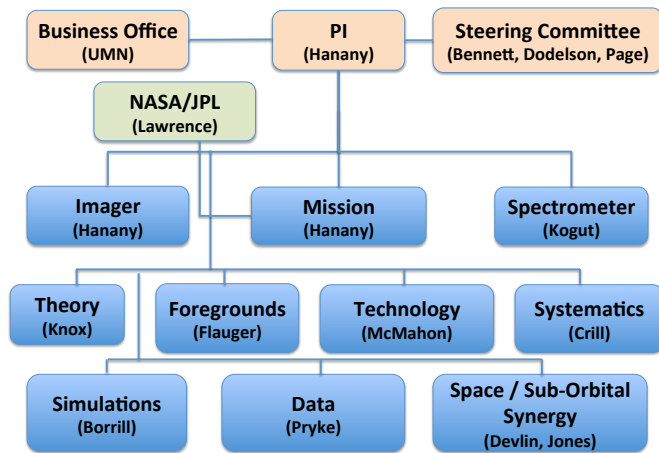 Business Office
(UMN)
PI
(Hanany)
Steering Committee
(Bennett, Dodelson, Page)
NASA/JPL
(Lawrence)
Imager
(Hanany)
Mission
(Hanany)
Spectrometer
(Kogut)
Theory
(Knox)
Foregrounds
(Flauger)
Technology
(McMahon)
Systematics
(Crill)
Simulations
(Borrill)
Data
(Pryke)
Space / Sub-Orbital
Synergy
(Devlin, Jones)